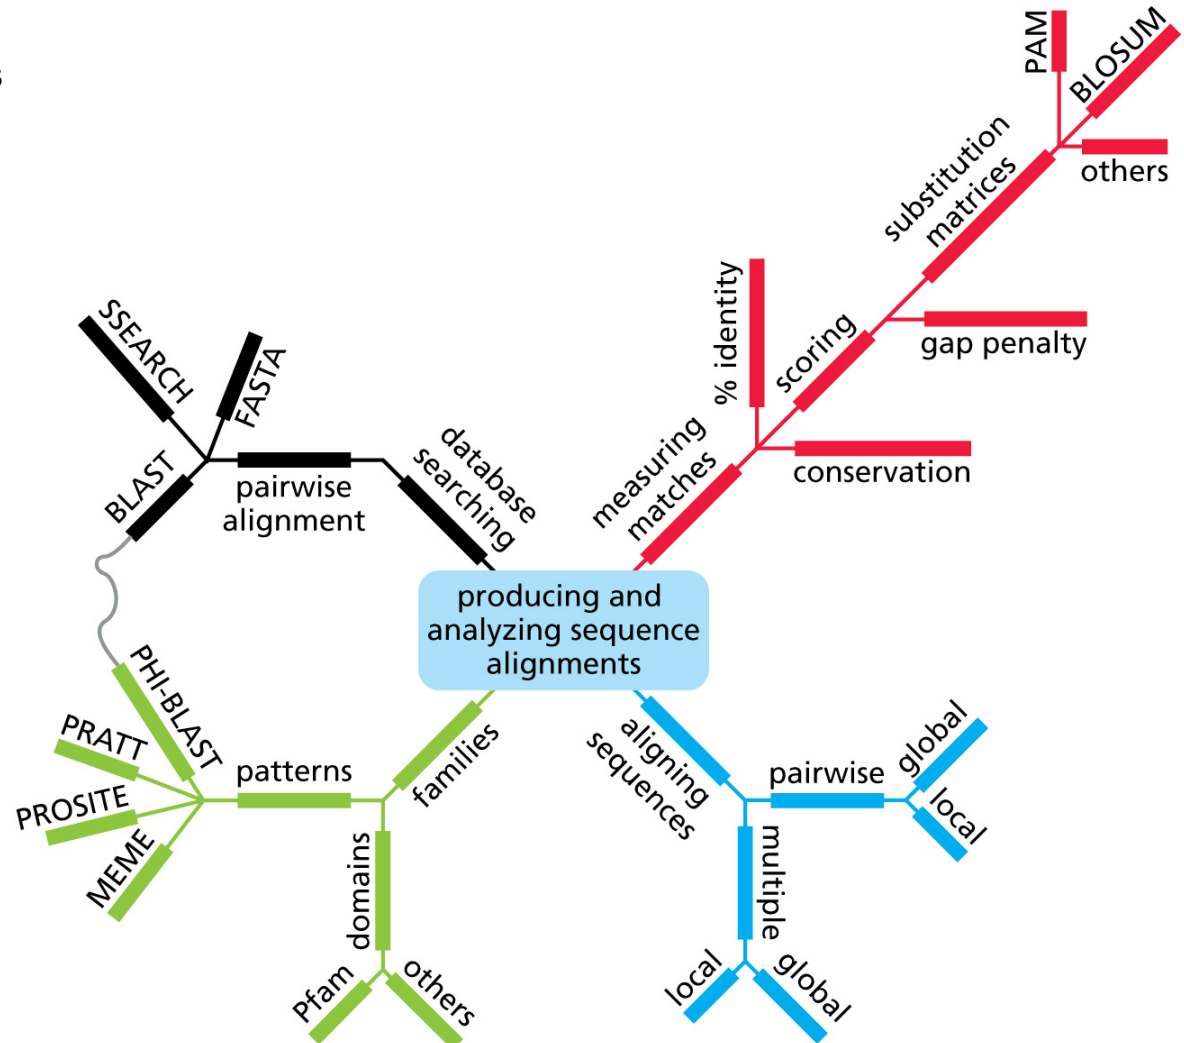 s
PAM
BLOSUM
others
substitution
matrices
gap penalty
scoring
% identity
conservation
measuring
matches
SSEARCH
FASTA
BLAST
pairwise
alignment
database
searching
producing and
analyzing sequence
alignments
PHI-BLAST
PRATT
PROSITE
MEME
patterns
families
domains
Pfam
others
aligning
sequences
pairwise
global
local
multiple
local
global